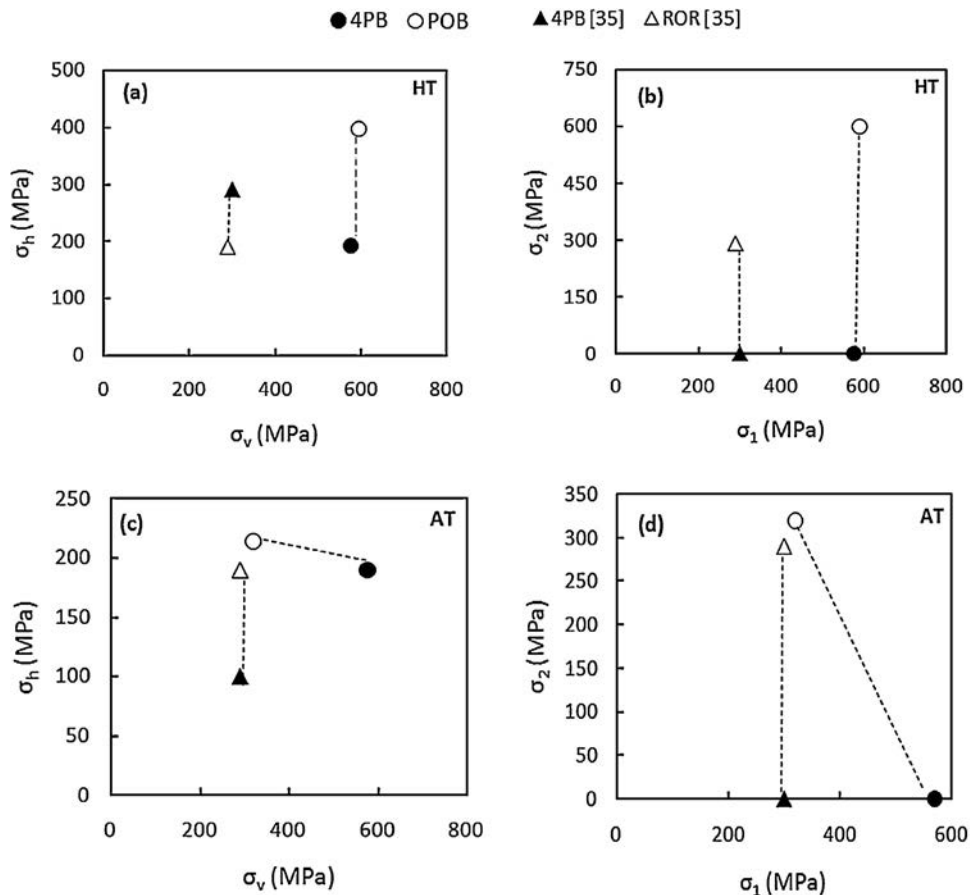 4PB POB 4PB [35] ROR [35]
(a) HT
500
400
300
200
100
0
0 200 400 600 800
σh (MPa)
σv (MPa)
(b) HT
750
600
450
300
150
0
0 200 400 600 800
σ2 (MPa)
σ1 (MPa)
(c) AT
250
200
150
100
50
0
0 200 400 600 800
σh (MPa)
σv (MPa)
(d) AT
350
300
250
200
150
100
50
0
0 200 400 600
σ2 (MPa)
σ1 (MPa)